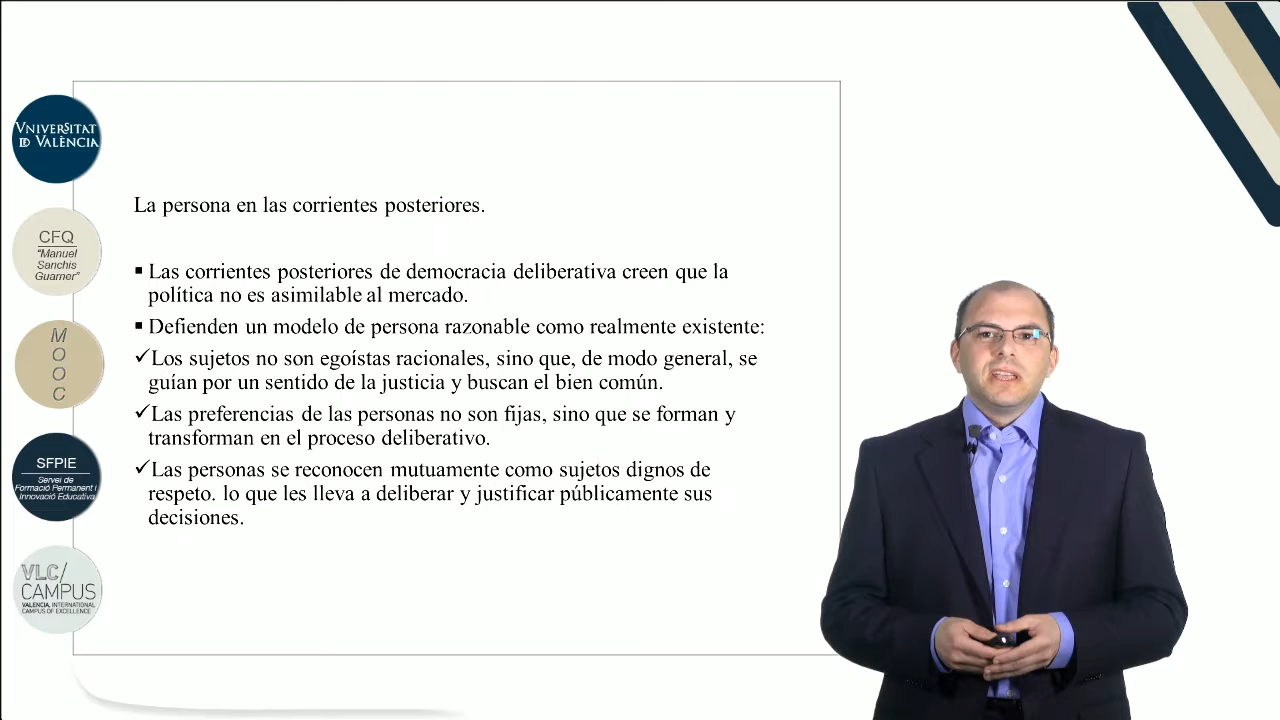 VNIVERSITAT
ID VALÈNCIA
CFQ
"Manuel
Sanchis
Guarner"
M
O
O
C
SFPIE
Servei de
Formació Permanent i
Innovació Educativa
VLC/
CAMPUS
VALENCIA, INTERNATIONAL
CAMPUS OF EXCELLENCE
La persona en las corrientes posteriores.
▪ Las corrientes posteriores de democracia deliberativa creen que la
política no es asimilable al mercado.
▪ Defienden un modelo de persona razonable como realmente existente:
✓Los sujetos no son egoístas racionales, sino que, de modo general, se
guían por un sentido de la justicia y buscan el bien común.
✓Las preferencias de las personas no son fijas, sino que se forman y
transforman en el proceso deliberativo.
✓Las personas se reconocen mutuamente como sujetos dignos de
respeto. lo que les lleva a deliberar y justificar públicamente sus
decisiones.